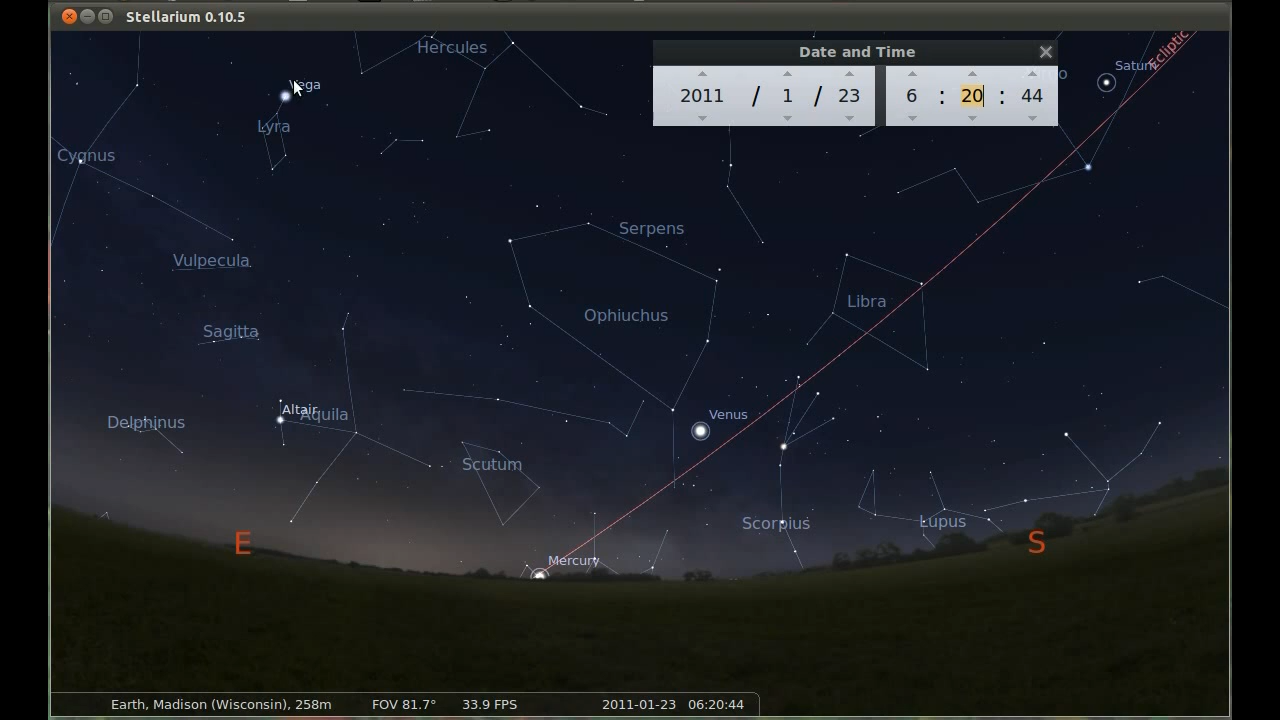 Stellarium 0.10.5
Date and Time
2011 / 1 / 23 6 : 20 : 44
Ecliptic
Saturn
Hercules
Vega
Lyra
Cygnus
Serpens
Vulpecula
Libra
Ophiuchus
Sagitta
Altair
Aquila
Venus
Delphinus
Scutum
Scorpius
Lupus
E
S
Mercury
Earth, Madison (Wisconsin), 258m FOV 81.7° 33.9 FPS 2011-01-23 06:20:44